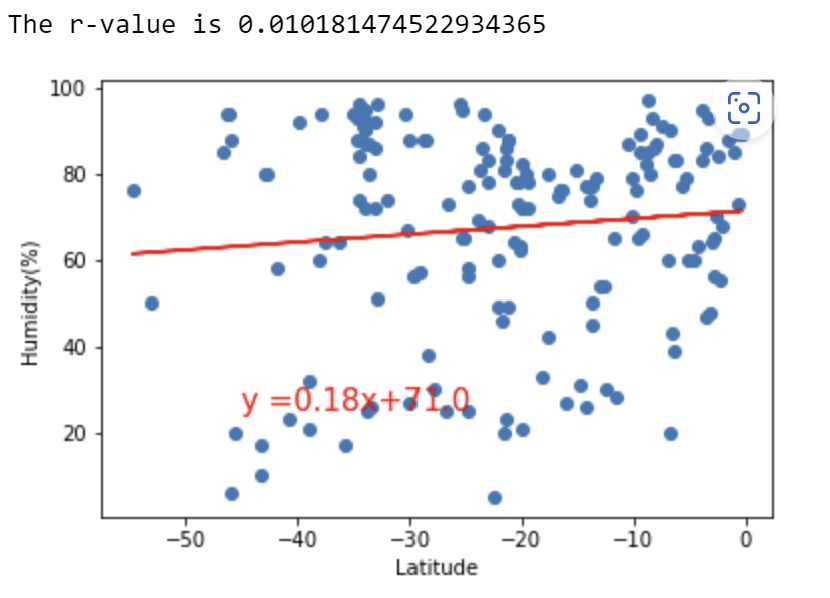 The r-value is 0.010181474522934365
100
80
60
40
20
Humidity(%)
y =0.18x+71.0
−50 −40 −30 −20 −10 0
Latitude